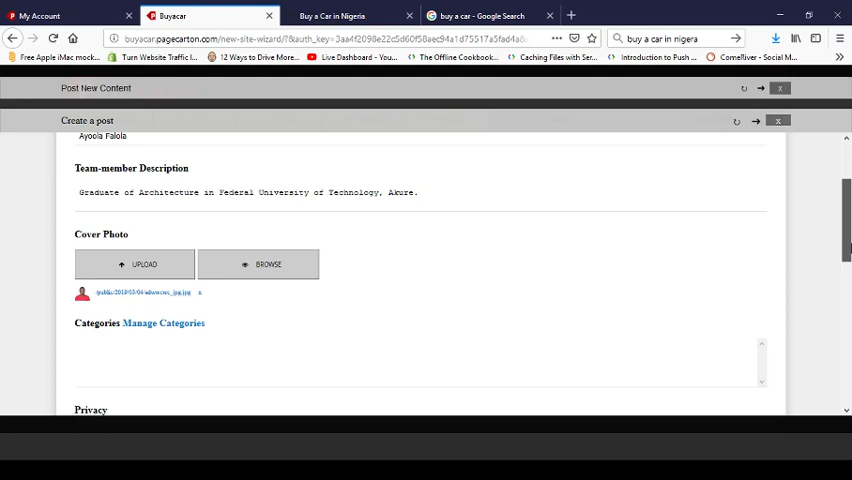 My Account
Buyacar
Buy a Car in Nigeria
buy a car - Google Search
buyacar.pagecarton.com/new-site-wizard/?&auth_key=3aa4f2098e22c5d60f58aec94a1d75517a5fad4a8
buy a car in nigera
Free Apple iMac mock...
Turn Website Traffic I...
12 Ways to Drive More...
Live Dashboard - You...
The Offline Cookbook...
Caching Files with Ser...
Introduction to Push ...
ComeRiver - Social M...
Post New Content
x
Create a post
x
Ayoola Falola
Team-member Description
Graduate of Architecture in Federal University of Technology, Akure.
Cover Photo
UPLOAD
BROWSE
x
Categories Manage Categories
Privacy